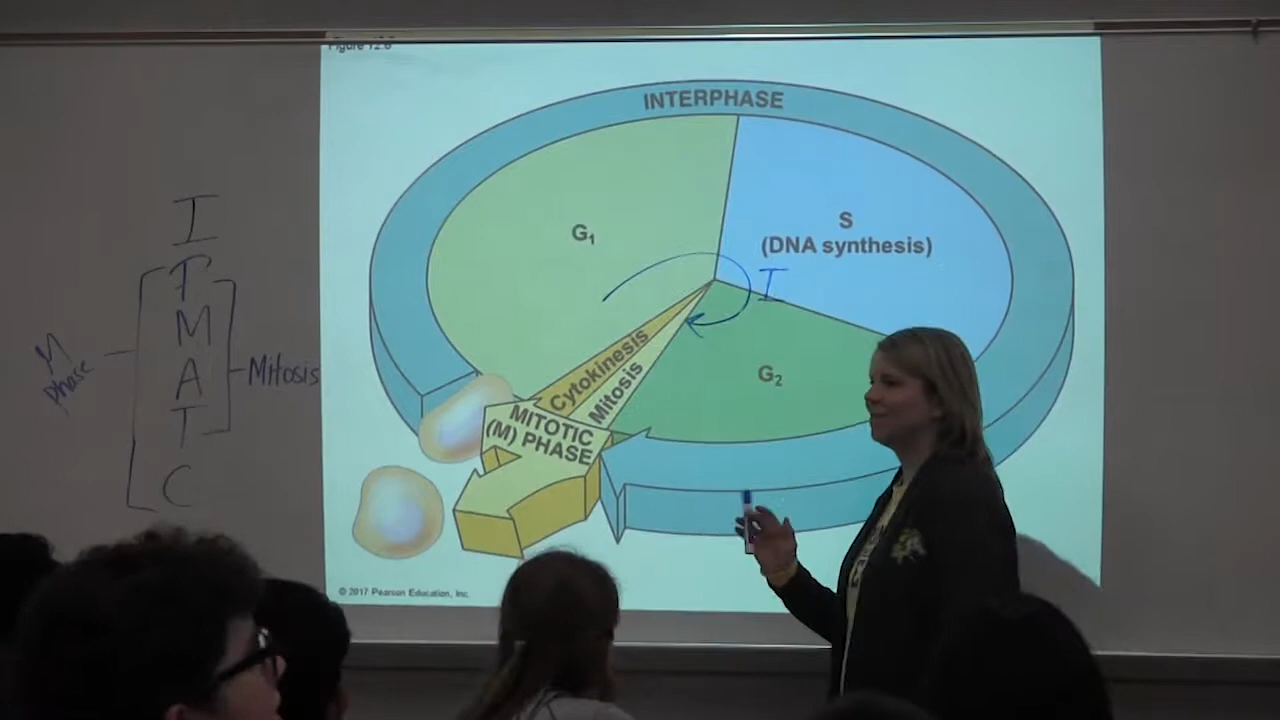 Figure 12.6
INTERPHASE
G₁
S
(DNA synthesis)
I
G₂
Cytokinesis
Mitosis
MITOTIC
(M) PHASE
© 2017 Pearson Education, Inc.
I
P
M
A
T
C
M
phase
Mitosis